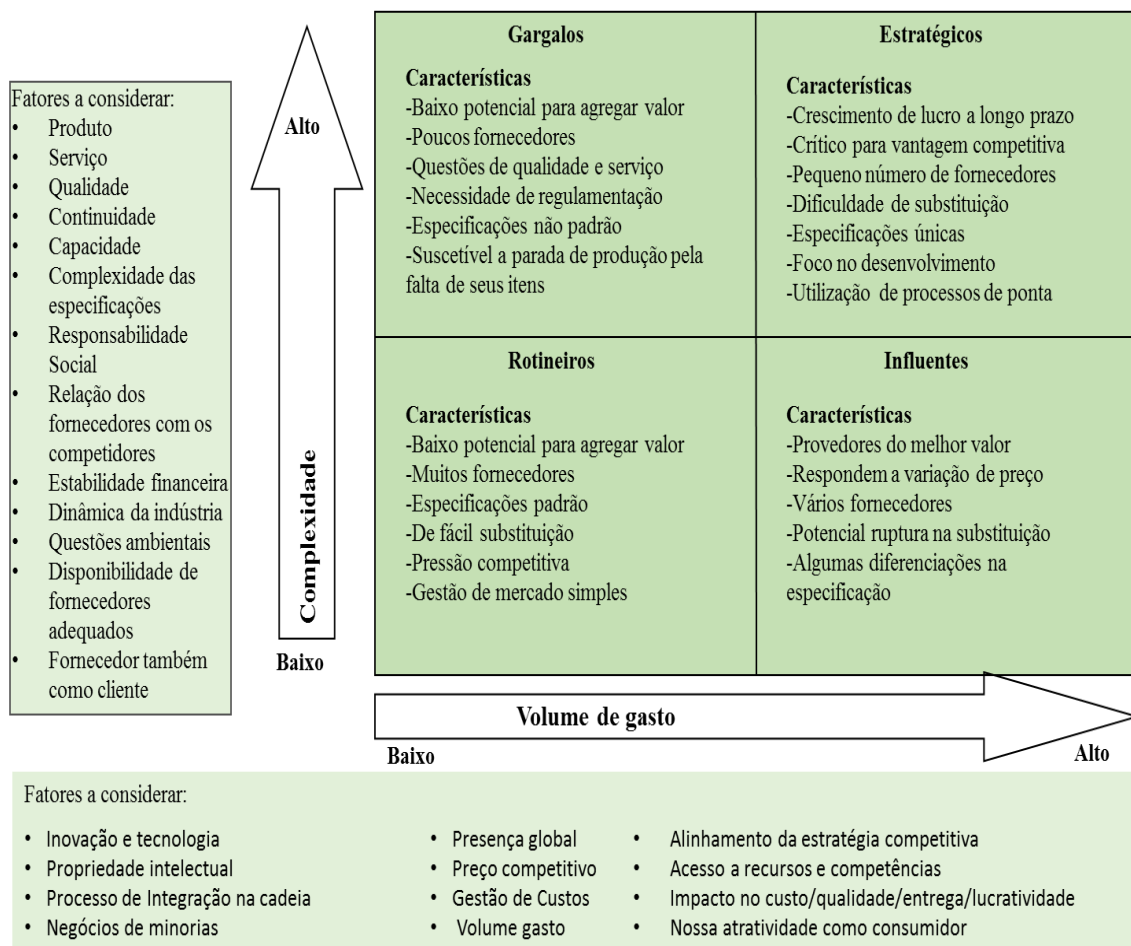 Fatores a considerar:
• Produto
• Serviço
• Qualidade
• Continuidade
• Capacidade
• Complexidade das
especificações
• Responsabilidade
Social
• Relação dos
fornecedores com os
competidores
• Estabilidade financeira
• Dinâmica da indústria
• Questões ambientais
• Disponibilidade de
fornecedores
adequados
• Fornecedor também
como cliente
Alto
Complexidade
Baixo
Gargalos
Características
-Baixo potencial para agregar valor
-Poucos fornecedores
-Questões de qualidade e serviço
-Necessidade de regulamentação
-Especificações não padrão
-Suscetível a parada de produção pela
falta de seus itens
Estratégicos
Características
-Crescimento de lucro a longo prazo
-Crítico para vantagem competitiva
-Pequeno número de fornecedores
-Dificuldade de substituição
-Especificações únicas
-Foco no desenvolvimento
-Utilização de processos de ponta
Rotineiros
Características
-Baixo potencial para agregar valor
-Muitos fornecedores
-Especificações padrão
-De fácil substituição
-Pressão competitiva
-Gestão de mercado simples
Influentes
Características
-Provedores do melhor valor
-Respondem a variação de preço
-Vários fornecedores
-Potencial ruptura na substituição
-Algumas diferenciações na
especificação
Volume de gasto
Baixo
Alto
Fatores a considerar:
• Inovação e tecnologia
• Propriedade intelectual
• Processo de Integração na cadeia
• Negócios de minorias
• Presença global
• Preço competitivo
• Gestão de Custos
• Volume gasto
• Alinhamento da estratégia competitiva
• Acesso a recursos e competências
• Impacto no custo/qualidade/entrega/lucratividade
• Nossa atratividade como consumidor